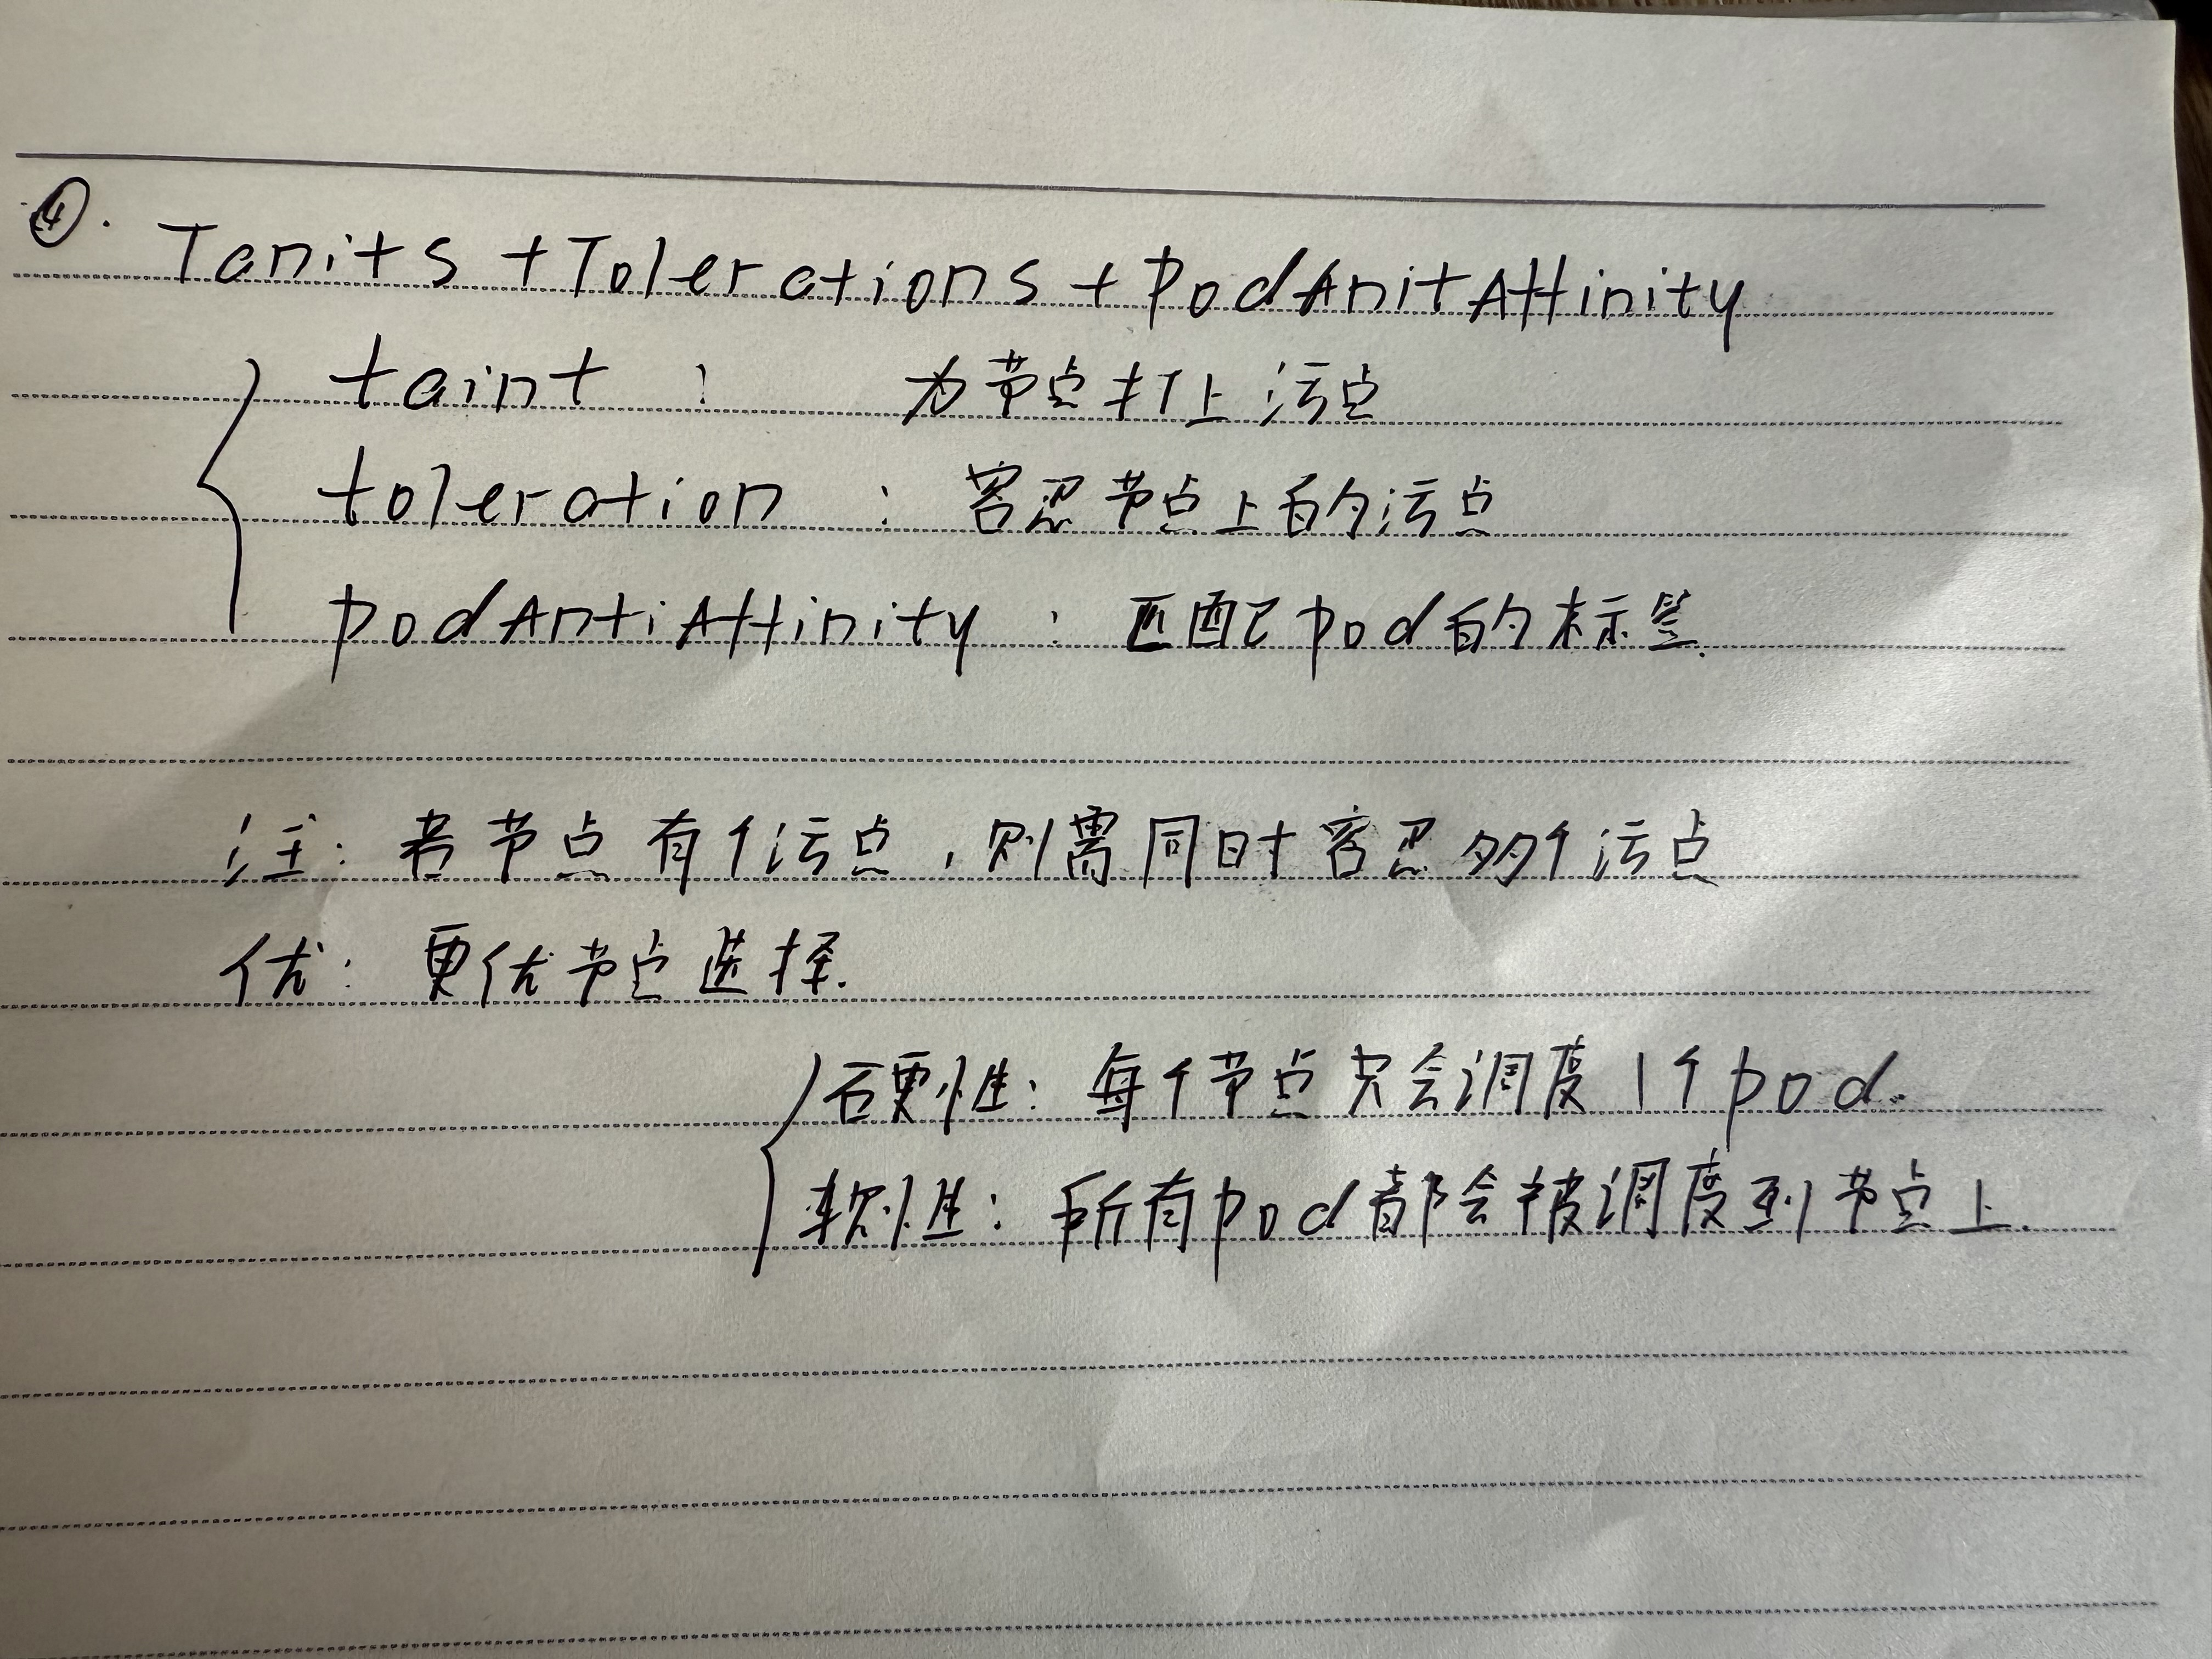 ④. Tanits + Tolerations + PodAnitAffinity
taint : 为节点打上污点
toleration : 容忍节点上的污点
podAntiAffinity : 匹配pod的标签.
注: 若节点有个污点,则需同时容忍多个污点
优: 更优节点选择.
硬性: 每个节点只会调度1个pod.
软性: 所有pod都会被调度到节点上.